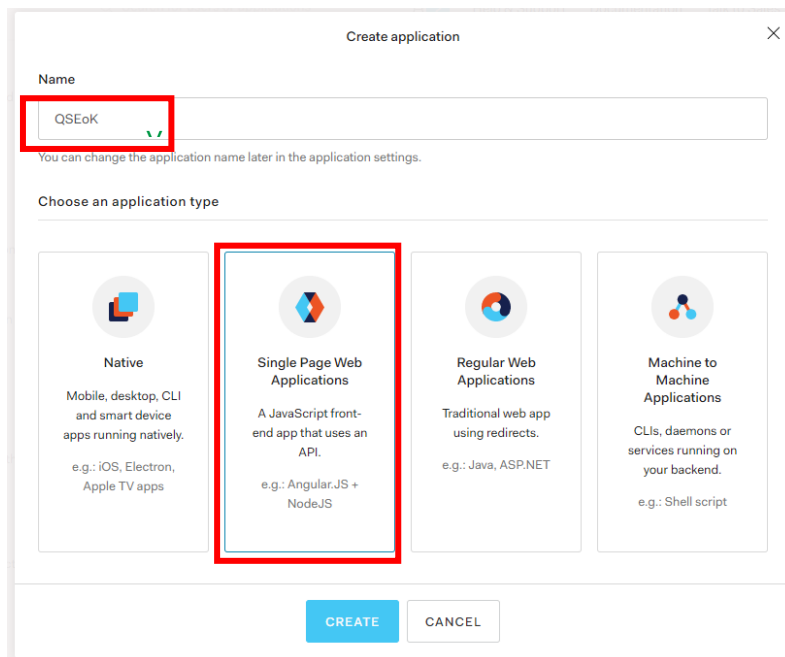 Create application
Name
QSEoK
You can change the application name later in the application settings.
Choose an application type
Native
Mobile, desktop, CLI
and smart device
apps running natively.
e.g.: iOS, Electron,
Apple TV apps
Single Page Web
Applications
A JavaScript front-
end app that uses an
API.
e.g.: Angular.JS +
NodeJS
Regular Web
Applications
Traditional web app
using redirects.
e.g.: Java, ASP.NET
Machine to
Machine
Applications
CLIs, daemons or
services running on
your backend.
e.g.: Shell script
CREATE
CANCEL